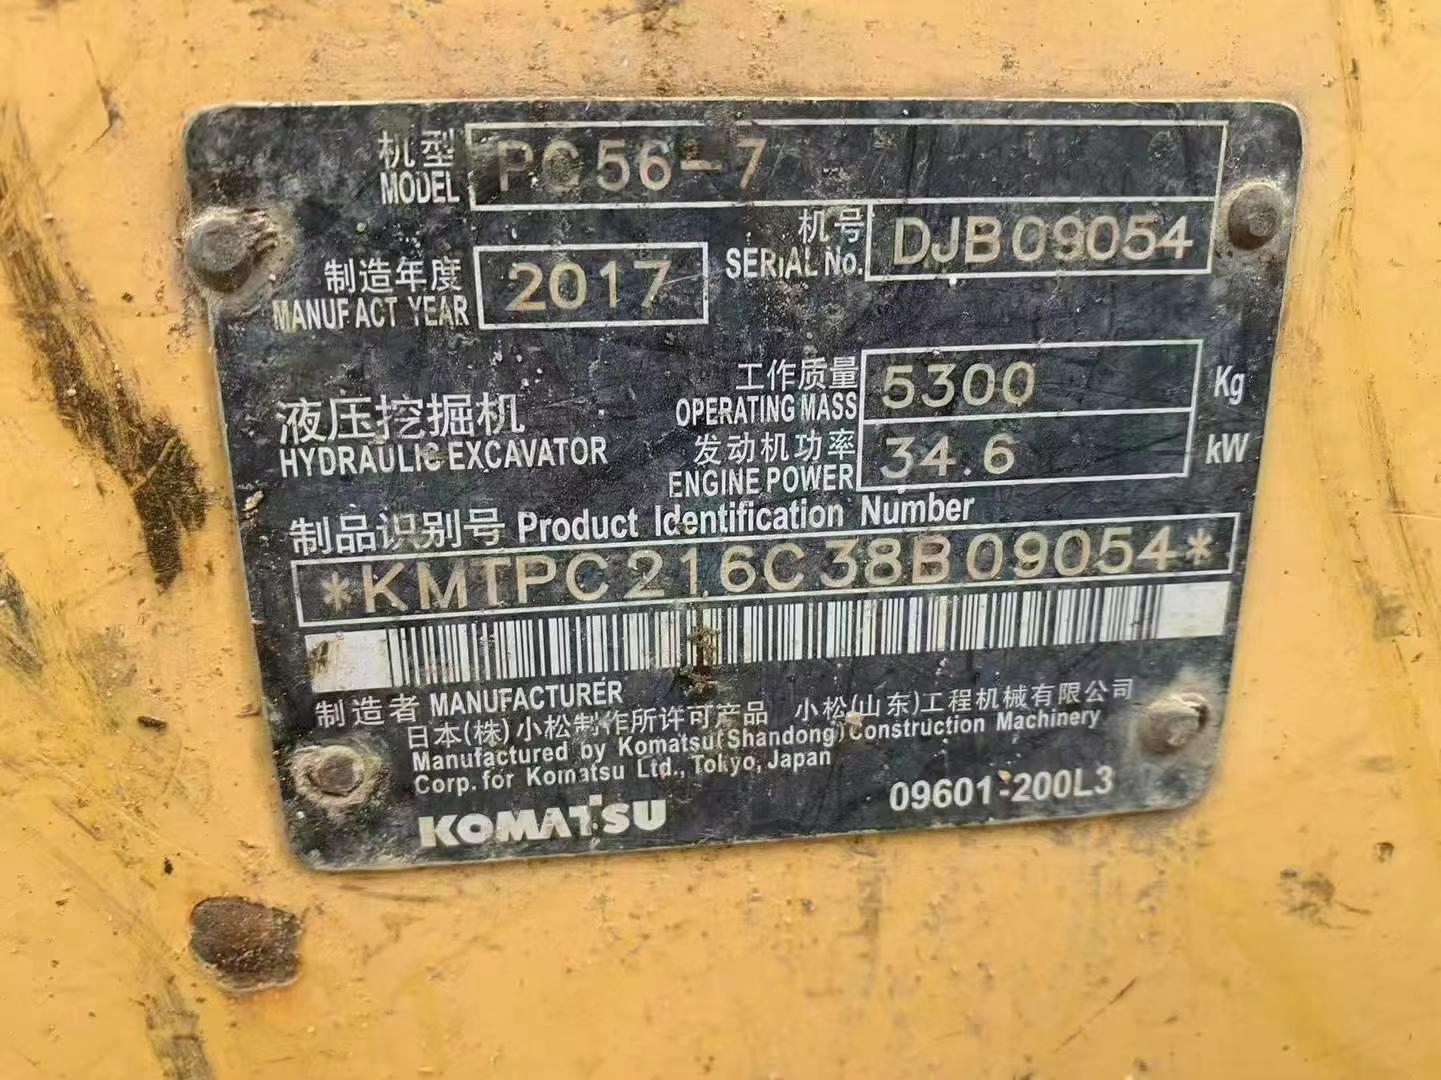 机型 PC56-7
MODEL
机号 DJB09054
SERIAL No.
制造年度 2017
MANUFACT YEAR
工作质量 5300 Kg
OPERATING MASS
液压挖掘机
HYDRAULIC EXCAVATOR
发动机功率 34.6 kW
ENGINE POWER
制品识别号 Product Identification Number
*KMTPC216C38B09054*
制造者 MANUFACTURER
日本(株)小松制作所许可产品 小松(山东)工程机械有限公司
Manufactured by Komatsu(Shandong)Construction Machinery
Corp. for Komatsu Ltd., Tokyo, Japan
KOMATSU
09601-200L3